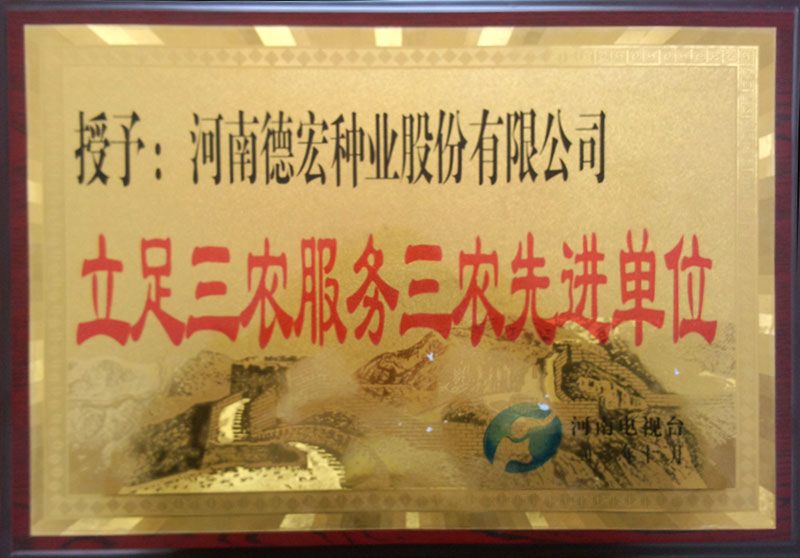 授予：河南德宏种业股份有限公司
立足三农服务三农先进单位
河南电视台